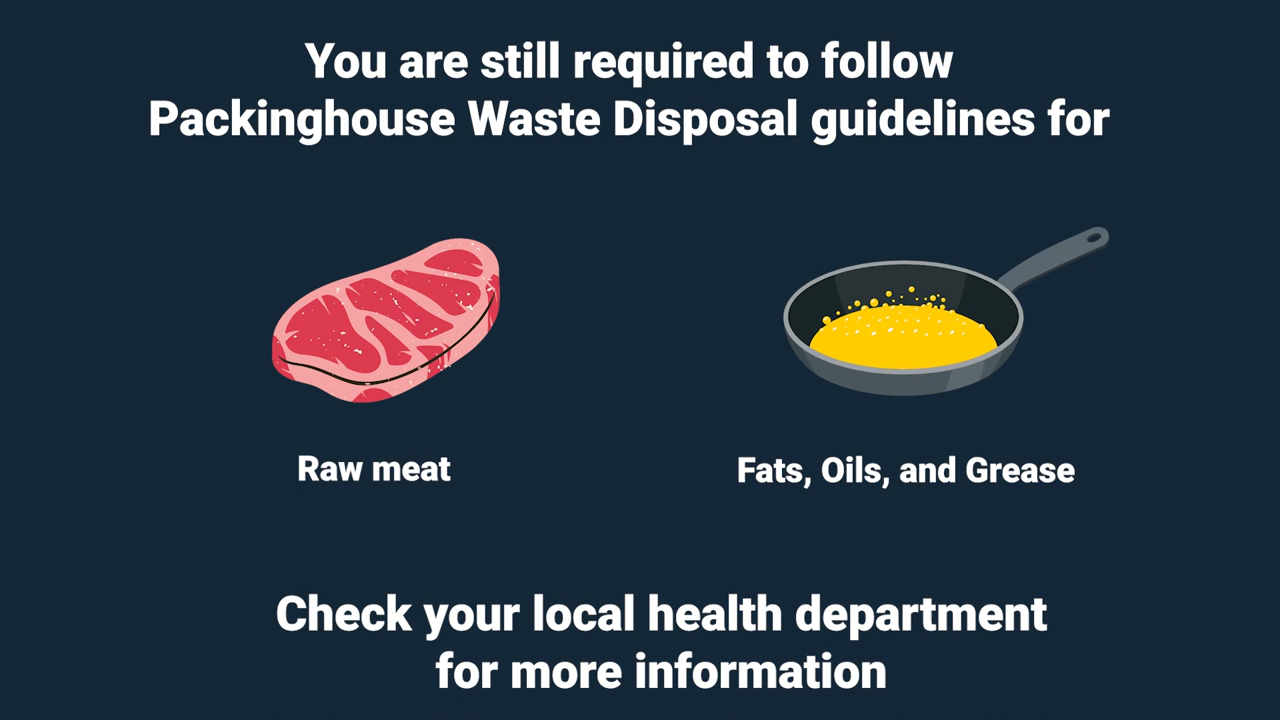 You are still required to follow
Packinghouse Waste Disposal guidelines for
Raw meat
Fats, Oils, and Grease
Check your local health department
for more information